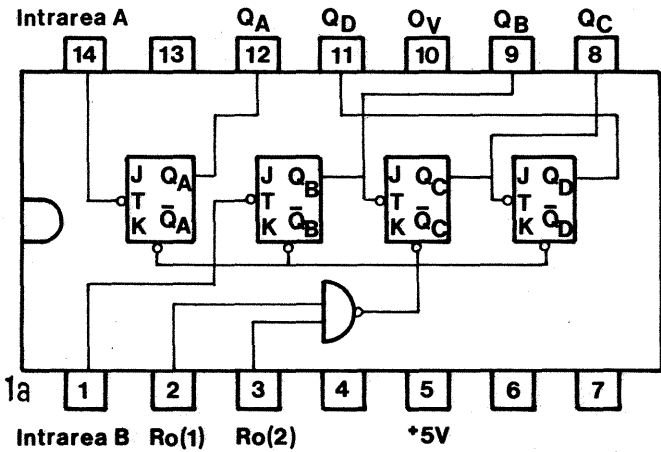 Intrarea A QA QD OV QB QC
14 13 12 11 10 9 8
J QA J QB J QC J QD
T T T T
K Q̄A K Q̄B K Q̄C K Q̄D
1a 1 2 3 4 5 6 7
Intrarea B Ro(1) Ro(2) +5V